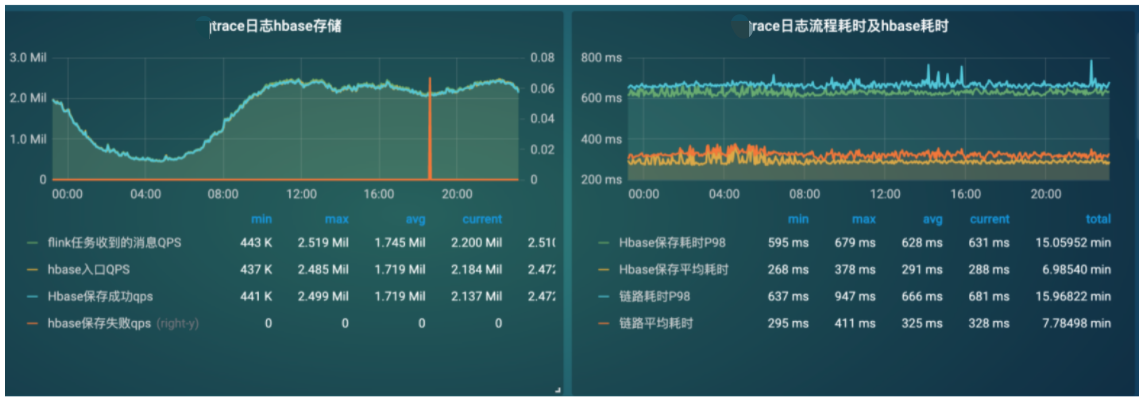 trace日志hbase存储
3.0 Mil
2.0 Mil
1.0 Mil
0
0.08
0.06
0.04
0.02
0
00:00 04:00 08:00 12:00 16:00 20:00
min max avg current
flink任务收到的消息QPS 443 K 2.519 Mil 1.745 Mil 2.200 Mil 2.51
hbase入口QPS 437 K 2.485 Mil 1.719 Mil 2.184 Mil 2.47
Hbase保存成功qps 441 K 2.499 Mil 1.719 Mil 2.137 Mil 2.47
hbase保存失败qps (right-y) 0 0 0 0
race日志流程耗时及hbase耗时
800 ms
600 ms
400 ms
200 ms
00:00 04:00 08:00 12:00 16:00 20:00
min max avg current total
Hbase保存耗时P98 595 ms 679 ms 628 ms 631 ms 15.05952 min
Hbase保存平均耗时 268 ms 378 ms 291 ms 288 ms 6.98540 min
链路耗时P98 637 ms 947 ms 666 ms 681 ms 15.96822 min
链路平均耗时 295 ms 411 ms 325 ms 328 ms 7.78498 min